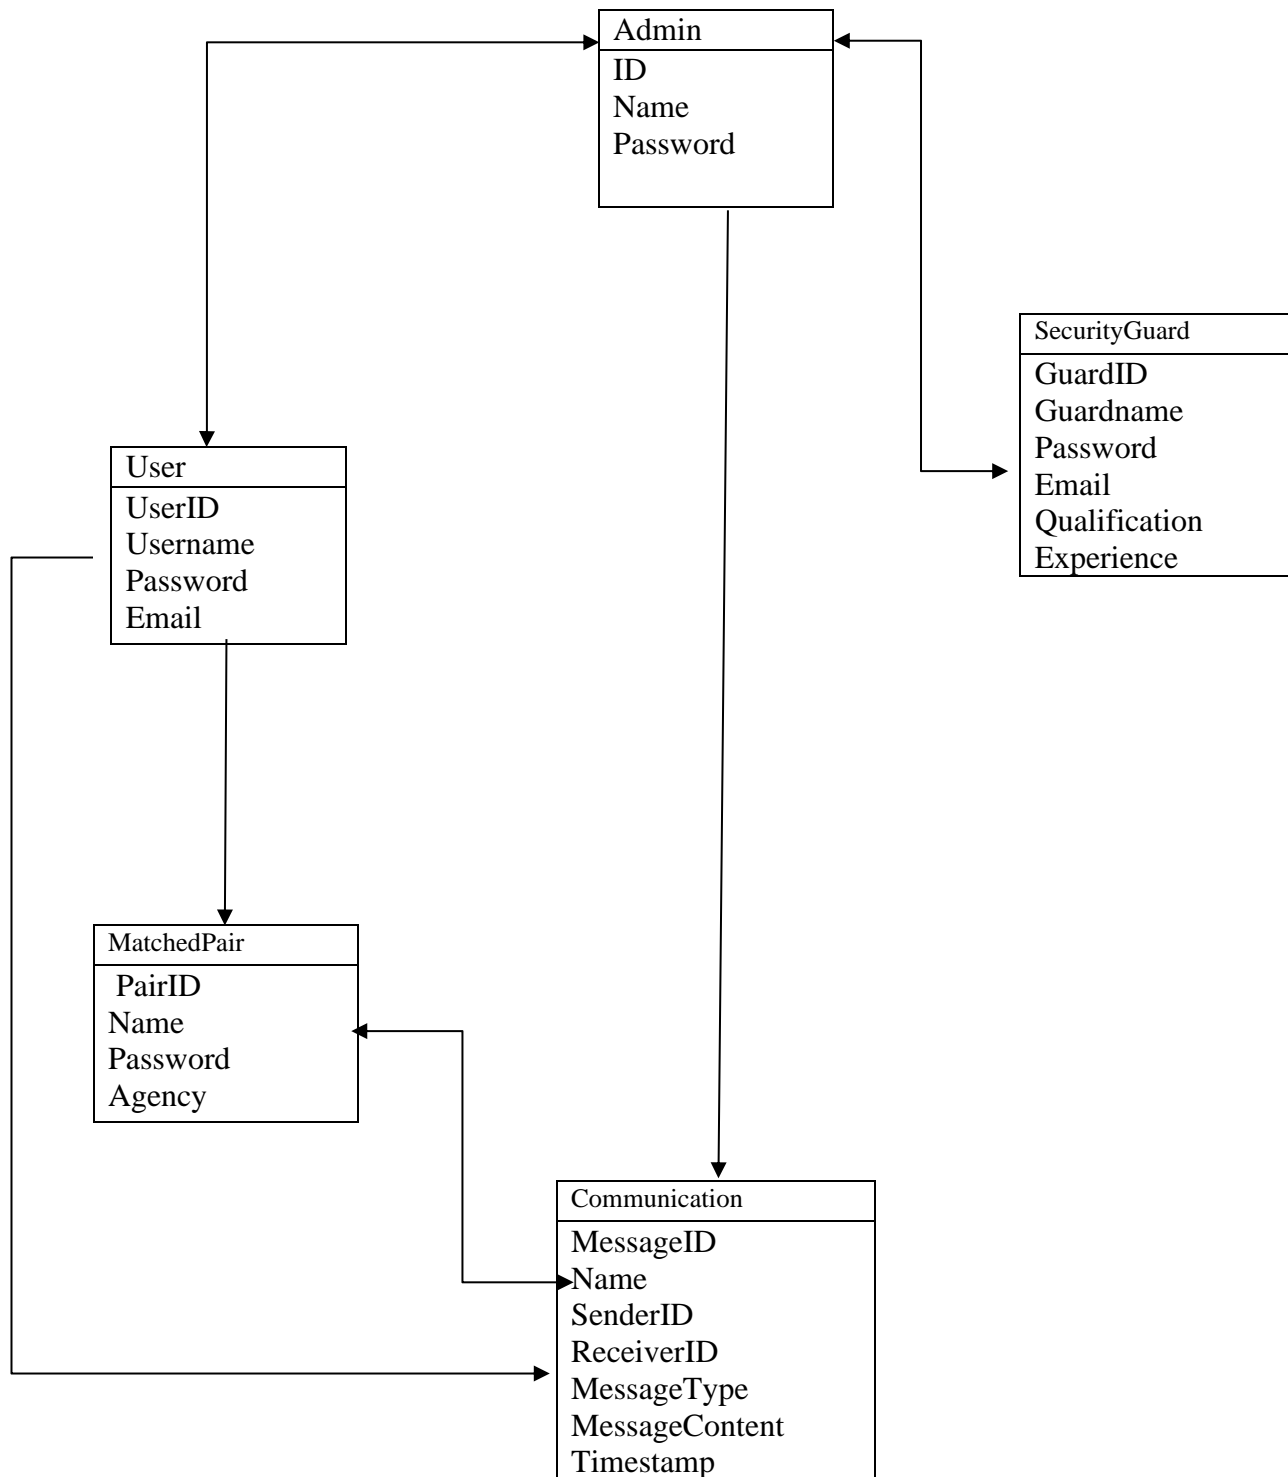 Admin
ID
Name
Password
SecurityGuard
GuardID
Guardname
Password
Email
Qualification
Experience
User
UserID
Username
Password
Email
MatchedPair
PairID
Name
Password
Agency
Communication
MessageID
Name
SenderID
ReceiverID
MessageType
MessageContent
Timestamp